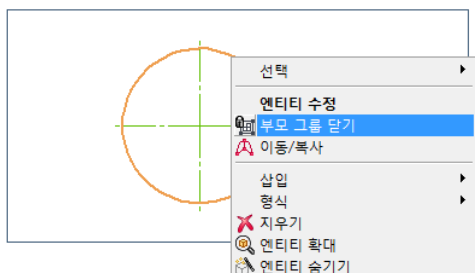 선택
엔티티 수정
부모 그룹 닫기
이동/복사
삽입
형식
지우기
엔티티 확대
엔티티 숨기기